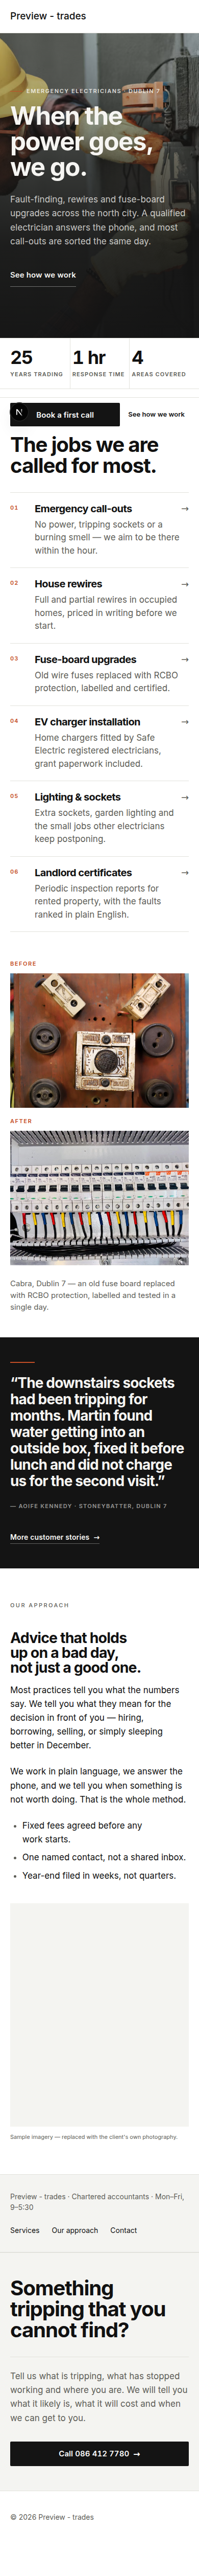 Preview - trades
EMERGENCY ELECTRICIANS · DUBLIN 7
When the
power goes,
we go.
Fault-finding, rewires and fuse-board
upgrades across the north city. A qualified
electrician answers the phone, and most
call-outs are sorted the same day.
See how we work
25
YEARS TRADING
1 hr
RESPONSE TIME
4
AREAS COVERED
N
Book a first call
See how we work
The jobs we are
called for most.
01
Emergency call-outs →
No power, tripping sockets or a
burning smell — we aim to be there
within the hour.
02
House rewires →
Full and partial rewires in occupied
homes, priced in writing before we
start.
03
Fuse-board upgrades →
Old wire fuses replaced with RCBO
protection, labelled and certified.
04
EV charger installation →
Home chargers fitted by Safe
Electric registered electricians,
grant paperwork included.
05
Lighting & sockets →
Extra sockets, garden lighting and
the small jobs other electricians
keep postponing.
06
Landlord certificates →
Periodic inspection reports for
rented property, with the faults
ranked in plain English.
BEFORE
AFTER
Cabra, Dublin 7 — an old fuse board replaced
with RCBO protection, labelled and tested in a
single day.
“The downstairs sockets
had been tripping for
months. Martin found
water getting into an
outside box, fixed it before
lunch and did not charge
us for the second visit.”
— AOIFE KENNEDY · STONEYBATTER, DUBLIN 7
More customer stories →
OUR APPROACH
Advice that holds
up on a bad day,
not just a good one.
Most practices tell you what the numbers
say. We tell you what they mean for the
decision in front of you — hiring,
borrowing, selling, or simply sleeping
better in December.
We work in plain language, we answer the
phone, and we tell you when something is
not worth doing. That is the whole method.
• Fixed fees agreed before any
work starts.
• One named contact, not a shared inbox.
• Year-end filed in weeks, not quarters.
Sample imagery — replaced with the client's own photography.
Preview - trades · Chartered accountants · Mon–Fri,
9–5:30
Services Our approach Contact
Something
tripping that you
cannot find?
Tell us what is tripping, what has stopped
working and where you are. We will tell you
what it likely is, what it will cost and when
we can get to you.
Call 086 412 7780 →
© 2026 Preview - trades